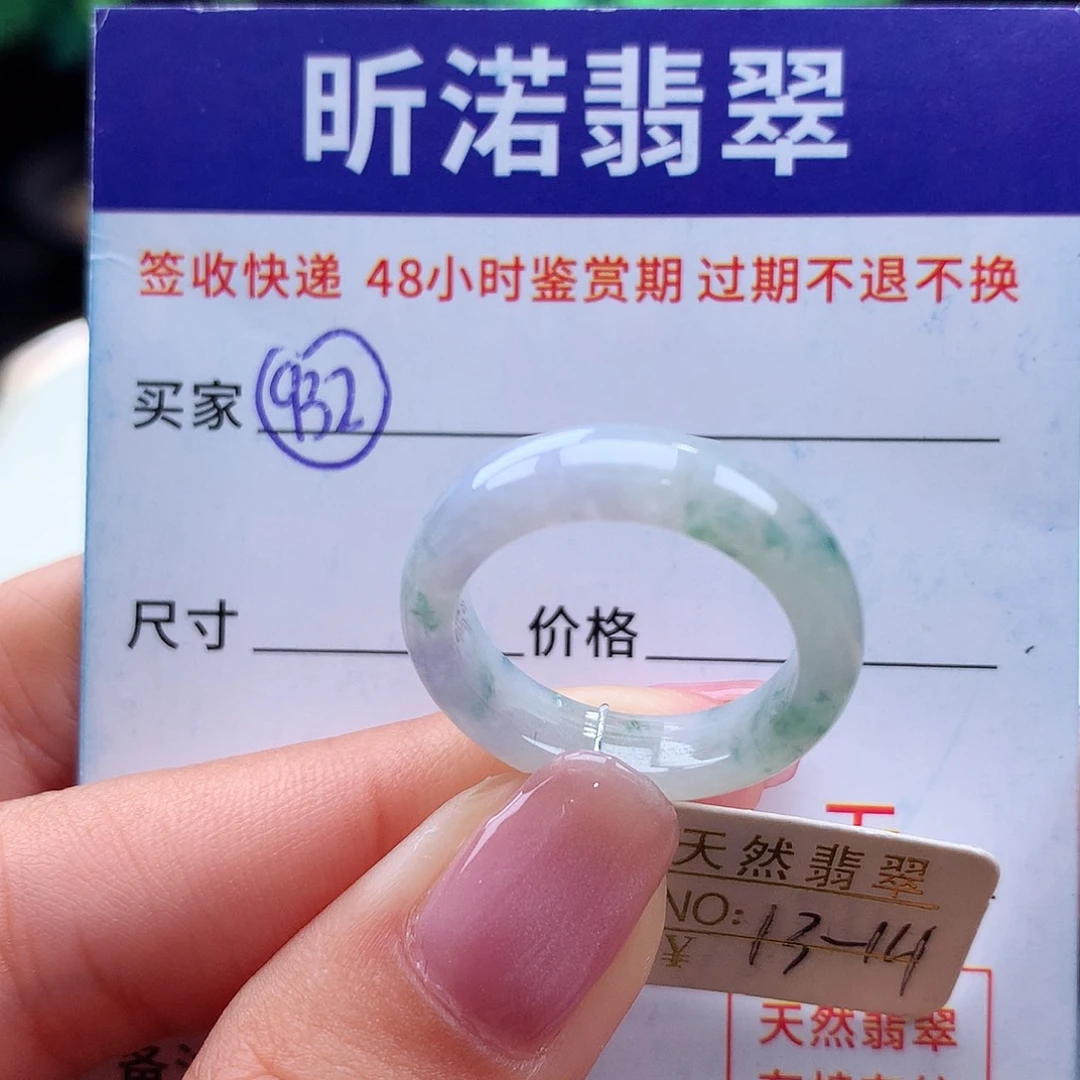 昕渃翡翠
签收快递 48小时鉴赏期 过期不退不换
买家 932
尺寸 价格
天然翡翠
NO: 13-14
¥
天然翡翠